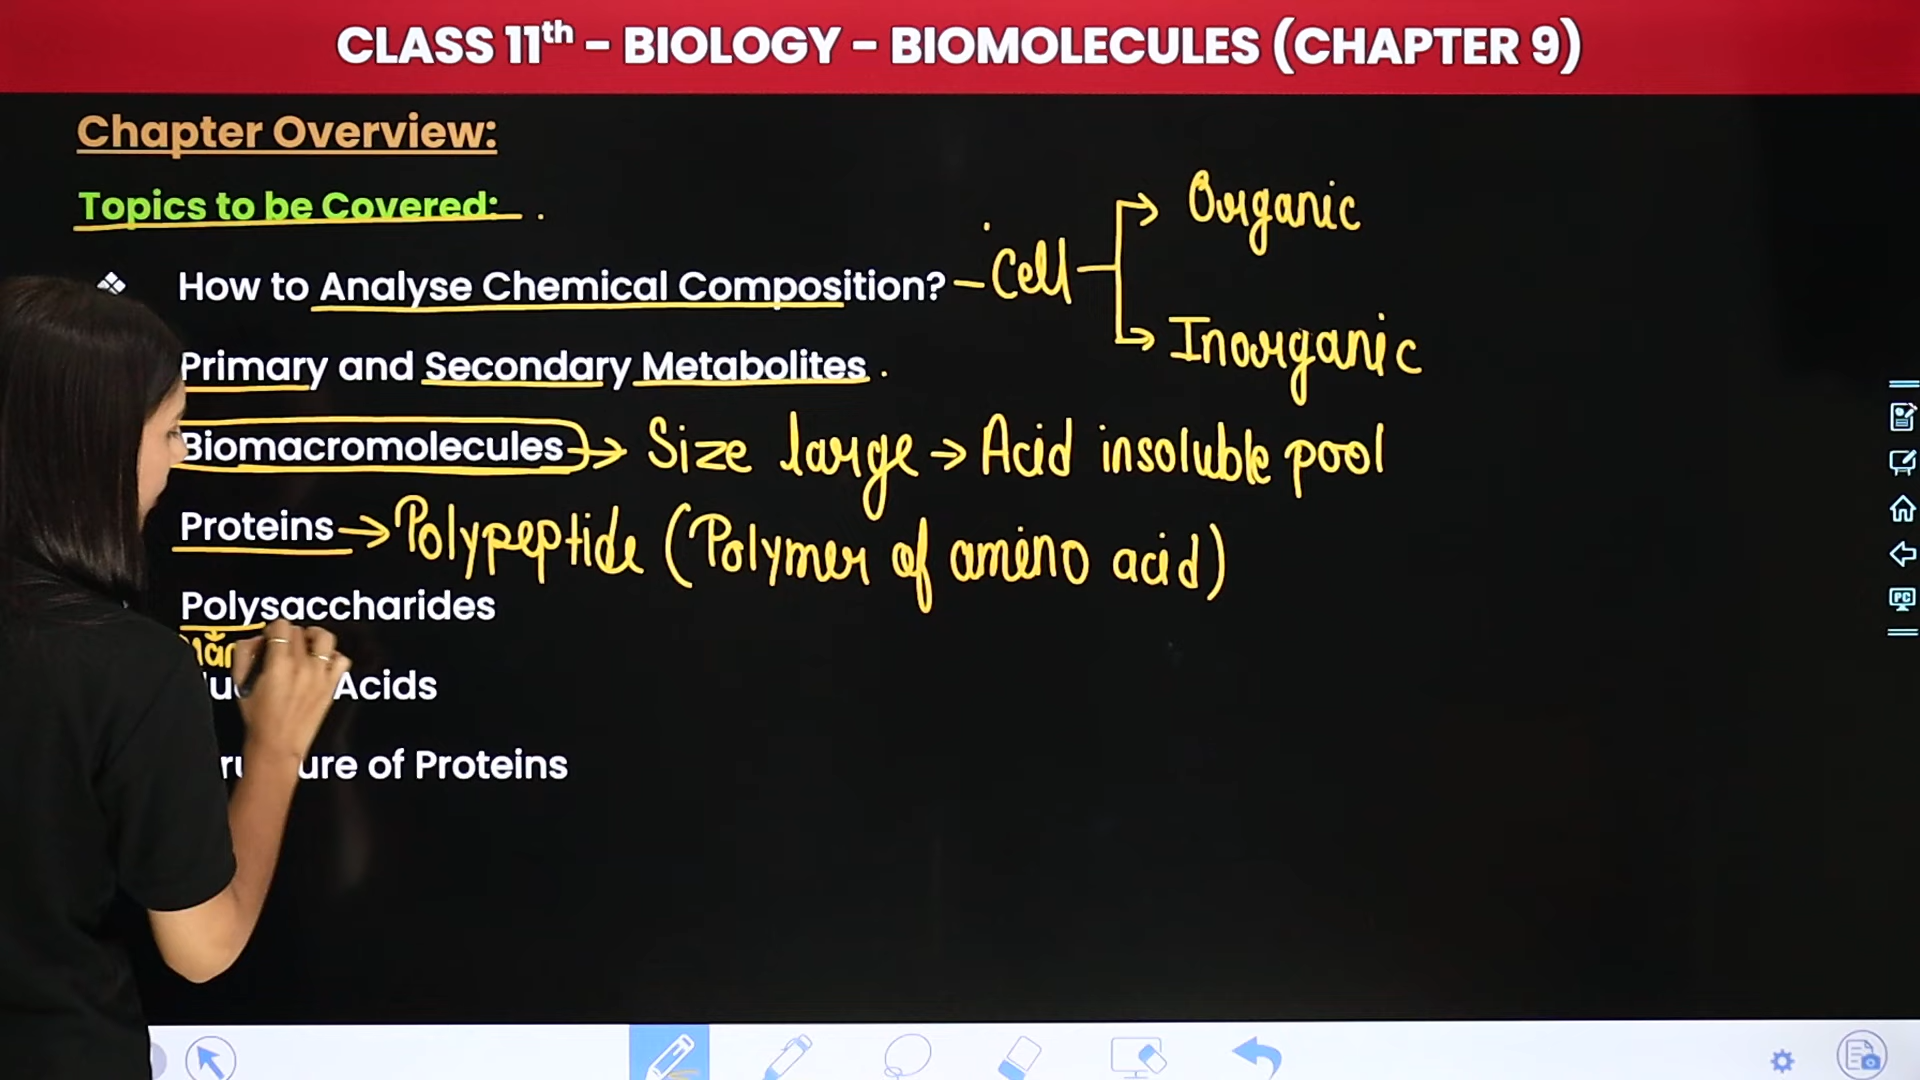 CLASS 11th - BIOLOGY - BIOMOLECULES (CHAPTER 9)
Chapter Overview:
Topics to be Covered:
How to Analyse Chemical Composition? - Cell
Organic
Inorganic
Primary and Secondary Metabolites
Biomacromolecules → Size large → Acid insoluble pool
Proteins → Polypeptide (Polymer of amino acid)
Polysaccharides
Acids
of Proteins
PC